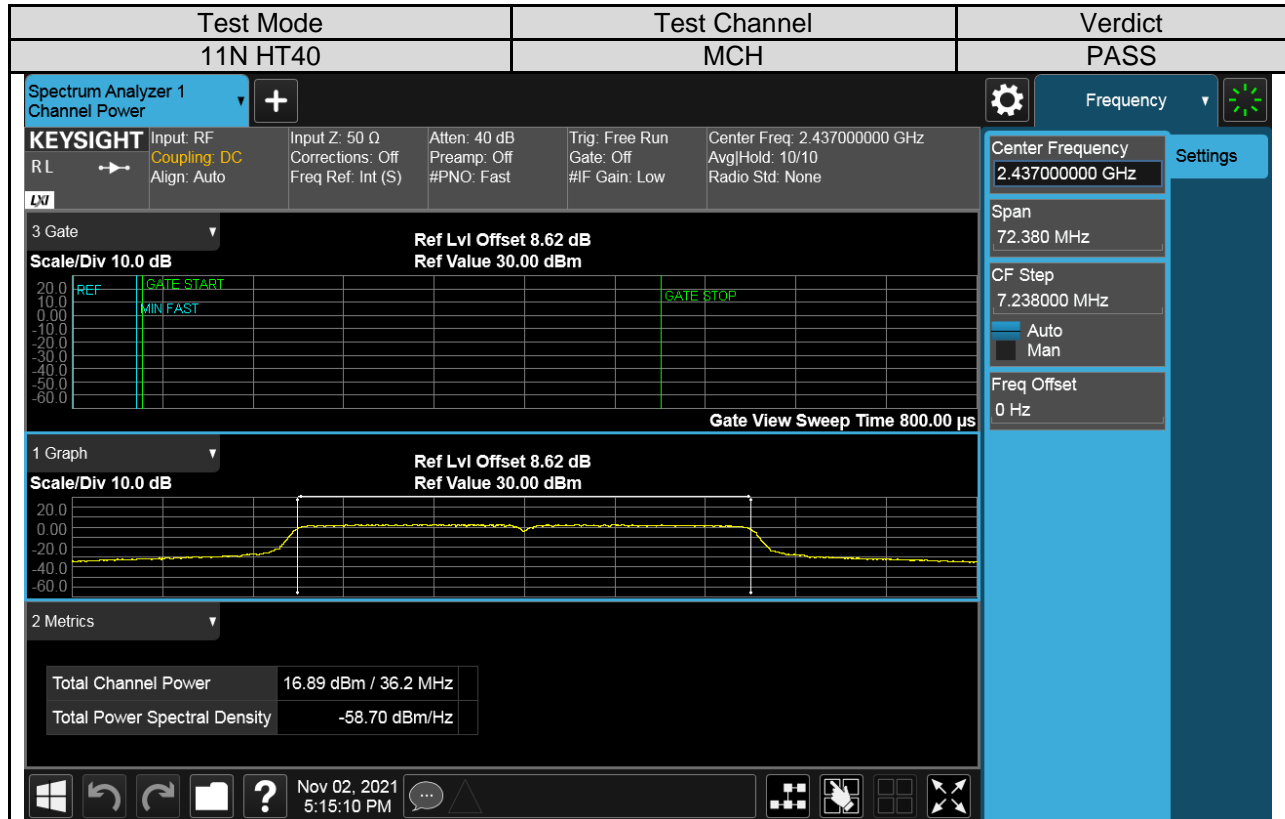 Test Mode Test Channel Verdict
11N HT40 MCH PASS
Spectrum Analyzer 1
Channel Power
+
Frequency
KEYSIGHT Input: RF Input Z: 50 Ω Atten: 40 dB Trig: Free Run Center Freq: 2.437000000 GHz
RL Coupling: DC Corrections: Off Preamp: Off Gate: Off Avg|Hold: 10/10
Align: Auto Freq Ref: Int (S) #PNO: Fast #IF Gain: Low Radio Std: None
LXI
Center Frequency
2.437000000 GHz
Settings
Span
72.380 MHz
CF Step
7.238000 MHz
Auto
Man
Freq Offset
0 Hz
3 Gate
Ref Lvl Offset 8.62 dB
Scale/Div 10.0 dB Ref Value 30.00 dBm
20.0 REF GATE START
10.0 GATE STOP
0.00 MIN FAST
-10.0
-20.0
-30.0
-40.0
-50.0
-60.0
Gate View Sweep Time 800.00 µs
1 Graph
Ref Lvl Offset 8.62 dB
Scale/Div 10.0 dB Ref Value 30.00 dBm
20.0
0.00
-20.0
-40.0
-60.0
2 Metrics
Total Channel Power 16.89 dBm / 36.2 MHz
Total Power Spectral Density -58.70 dBm/Hz
?
Nov 02, 2021
5:15:10 PM